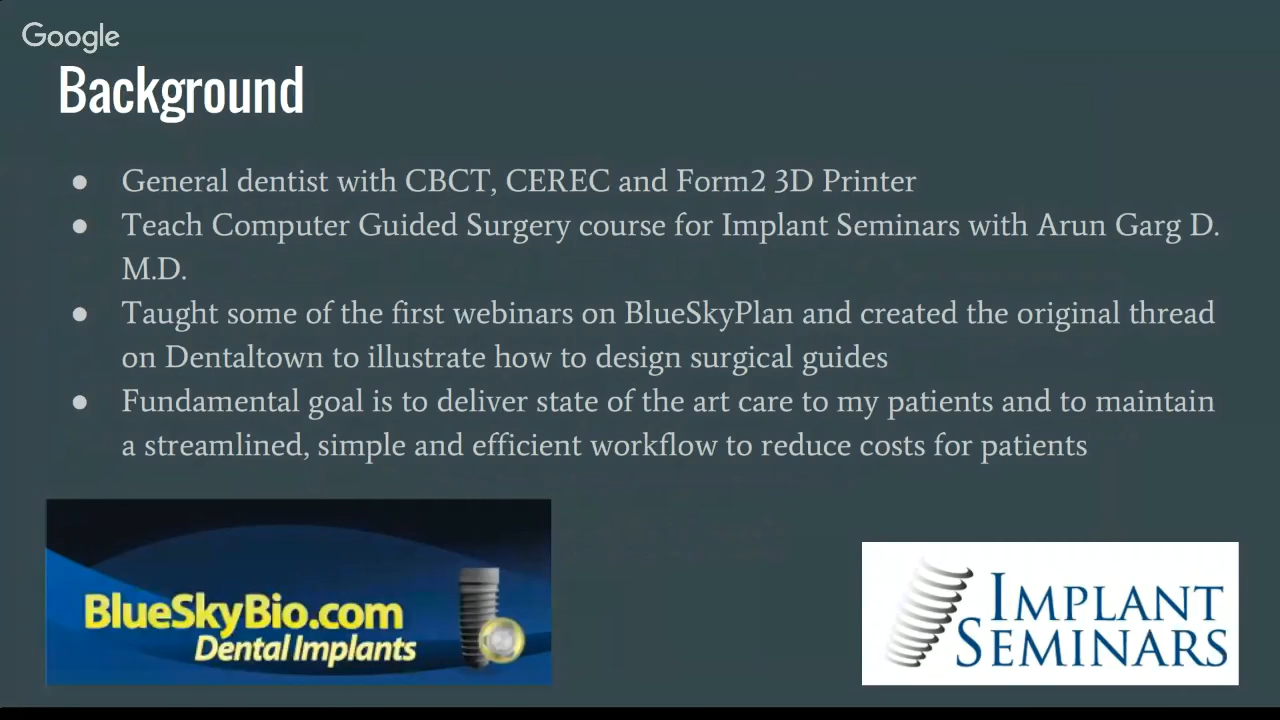 Google
Background
● General dentist with CBCT, CEREC and Form2 3D Printer
● Teach Computer Guided Surgery course for Implant Seminars with Arun Garg D.
M.D.
● Taught some of the first webinars on BlueSkyPlan and created the original thread
on Dentaltown to illustrate how to design surgical guides
● Fundamental goal is to deliver state of the art care to my patients and to maintain
a streamlined, simple and efficient workflow to reduce costs for patients
BlueSkyBio.com
Dental Implants
IMPLANT
SEMINARS